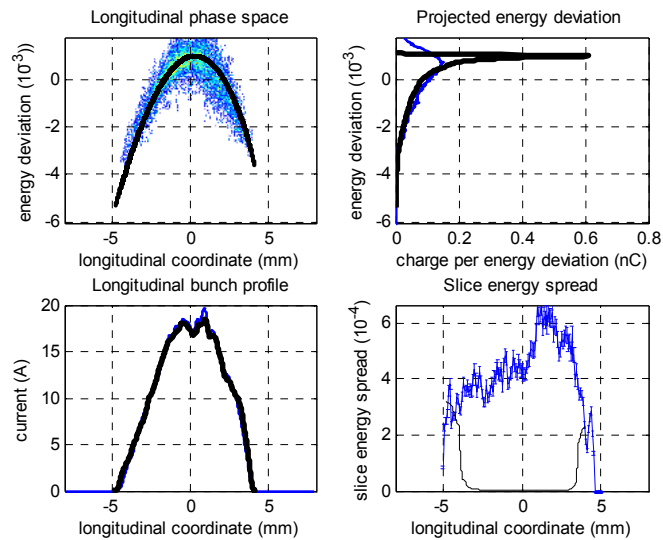 Longitudinal phase space
Projected energy deviation
energy deviation (10⁻³))
0
-2
-4
-6
-5 0 5
longitudinal coordinate (mm)
energy deviation (10⁻³)
0
-2
-4
-6
0 0.2 0.4 0.6 0.8
charge per energy deviation (nC)
Longitudinal bunch profile
Slice energy spread
current (A)
20
15
10
5
0
-5 0 5
longitudinal coordinate (mm)
slice energy spread (10⁻⁴)
6
4
2
0
-5 0 5
longitudinal coordinate (mm)